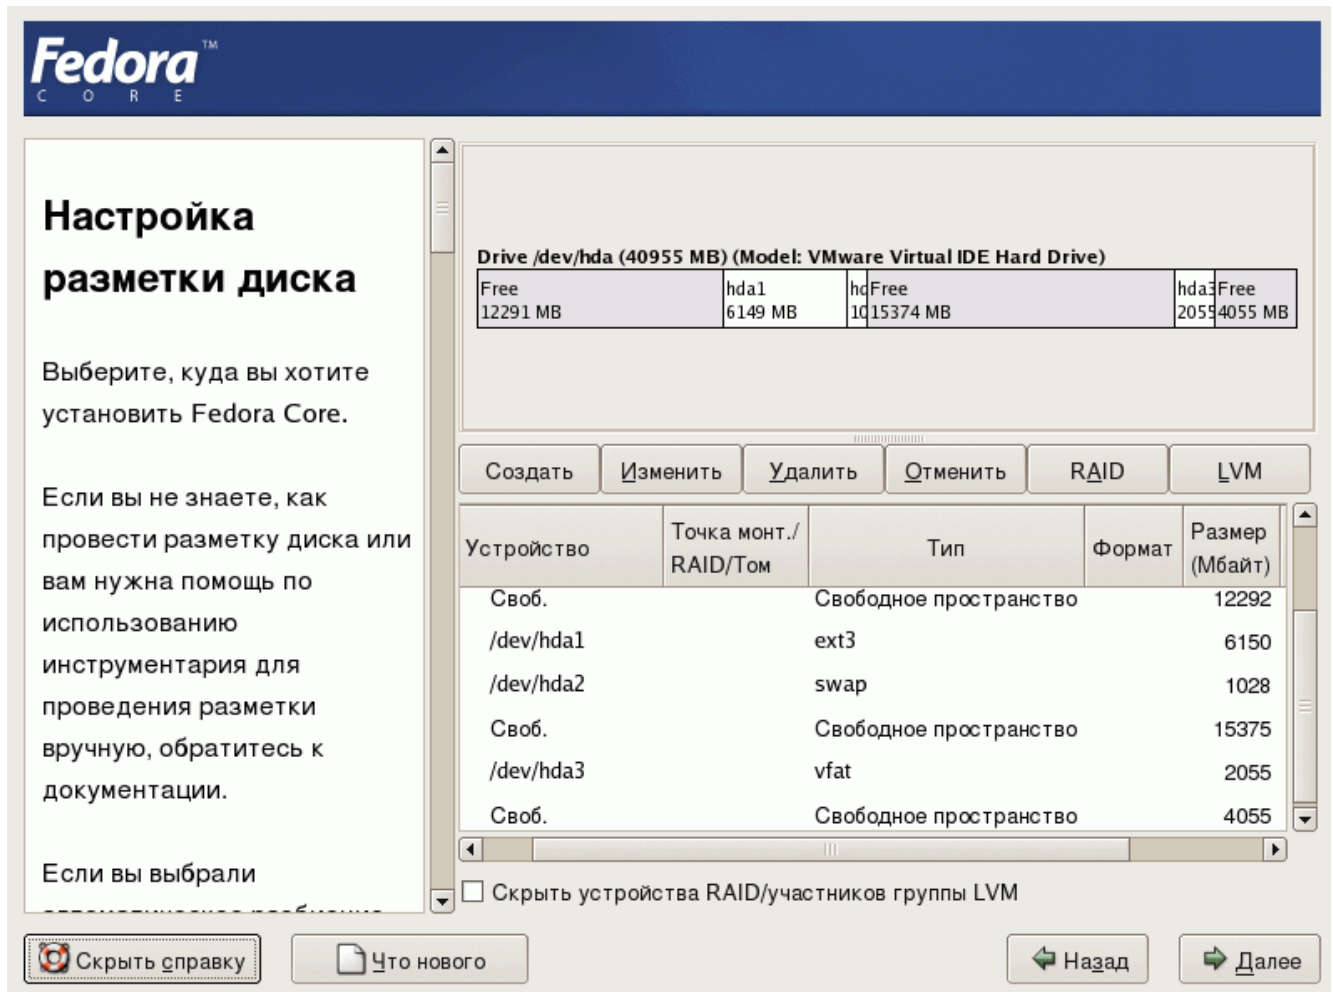 Fedora™
CORE
Настройка
разметки диска
Выберите, куда вы хотите
установить Fedora Core.
Если вы не знаете, как
провести разметку диска или
вам нужна помощь по
использованию
инструментария для
проведения разметки
вручную, обратитесь к
документации.
Если вы выбрали
Drive /dev/hda (40955 MB) (Model: VMware Virtual IDE Hard Drive)
Free hda1 hd Free hda3 Free
12291 MB 6149 MB 10 15374 MB 2055 4055 MB
Создать Изменить Удалить Отменить RAID LVM
Устройство Точка монт./ RAID/Том Тип Формат Размер (Мбайт)
Своб. Свободное пространство 12292
/dev/hda1 ext3 6150
/dev/hda2 swap 1028
Своб. Свободное пространство 15375
/dev/hda3 vfat 2055
Своб. Свободное пространство 4055
Скрыть устройства RAID/участников группы LVM
Скрыть справку Что нового Назад Далее